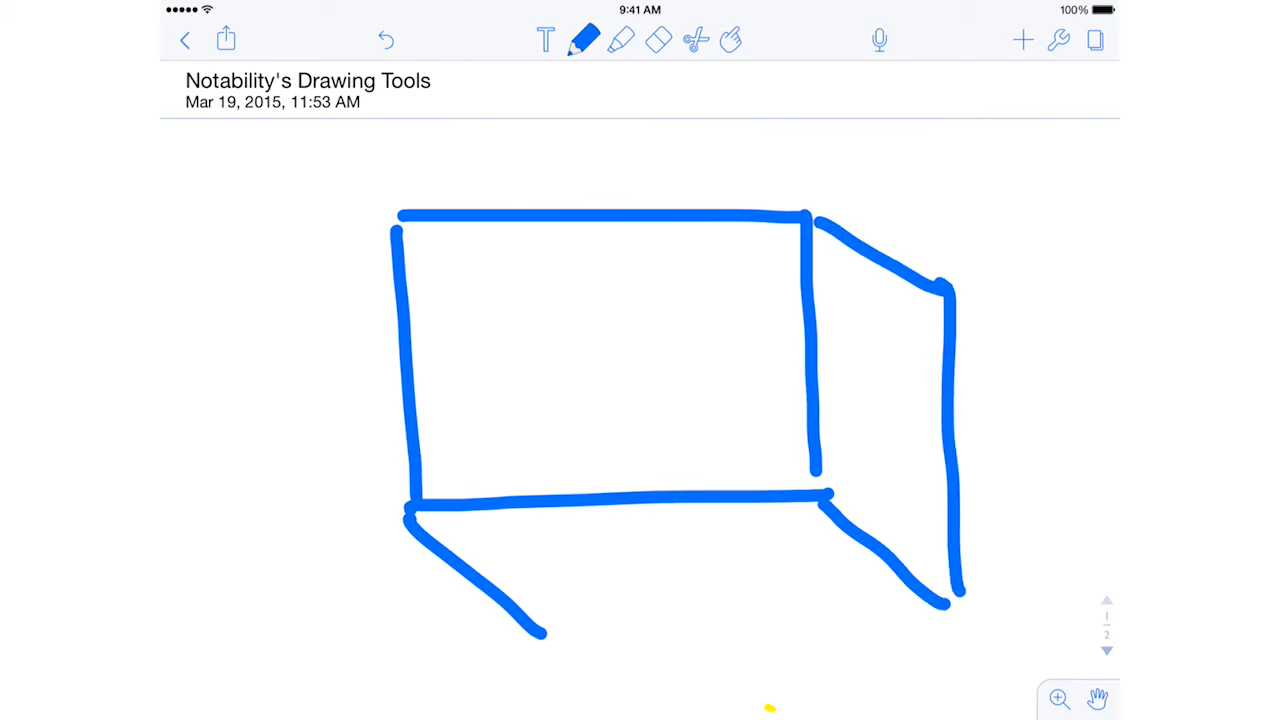 9:41 AM
100%
T
Notability's Drawing Tools
Mar 19, 2015, 11:53 AM
1
2